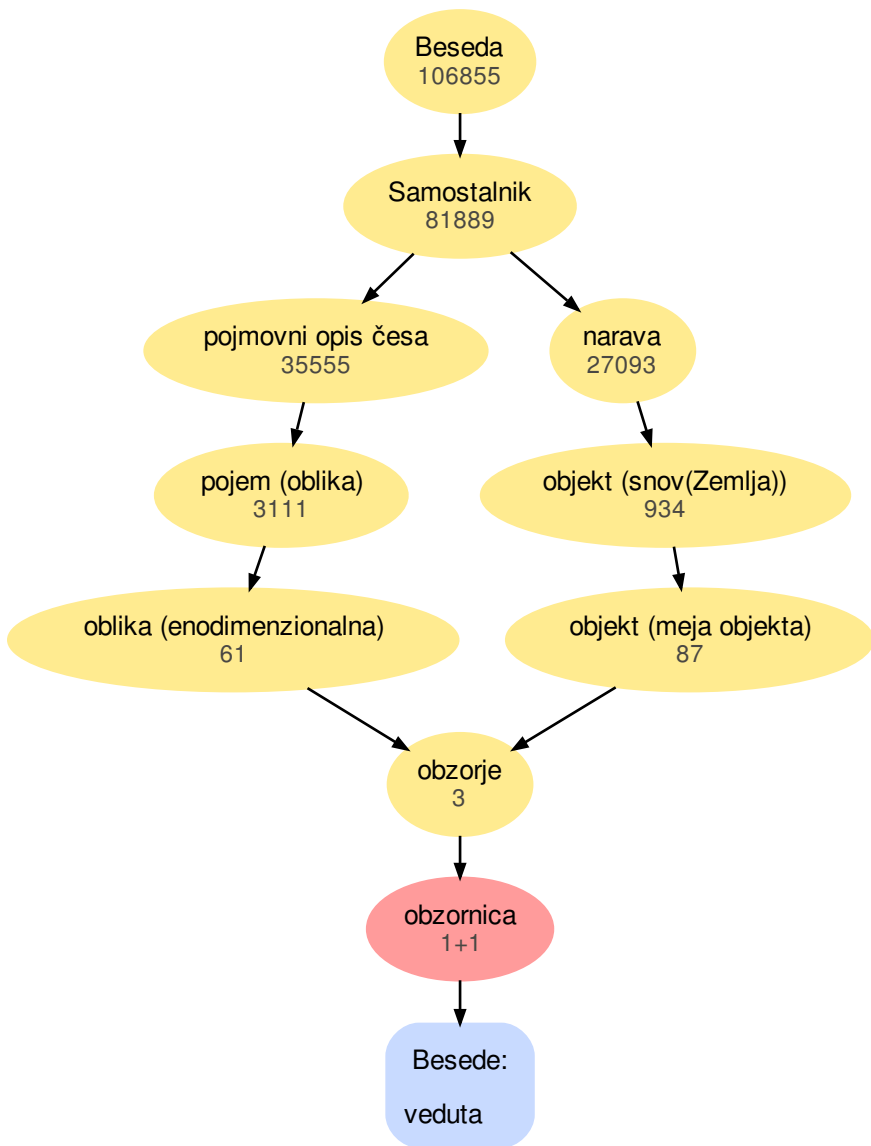 Beseda
106855
Samostalnik
81889
pojmovni opis česa
35555
narava
27093
pojem (oblika)
3111
objekt (snov(Zemlja))
934
oblika (enodimenzionalna)
61
objekt (meja objekta)
87
obzorje
3
obzornica
1+1
Besede:
veduta